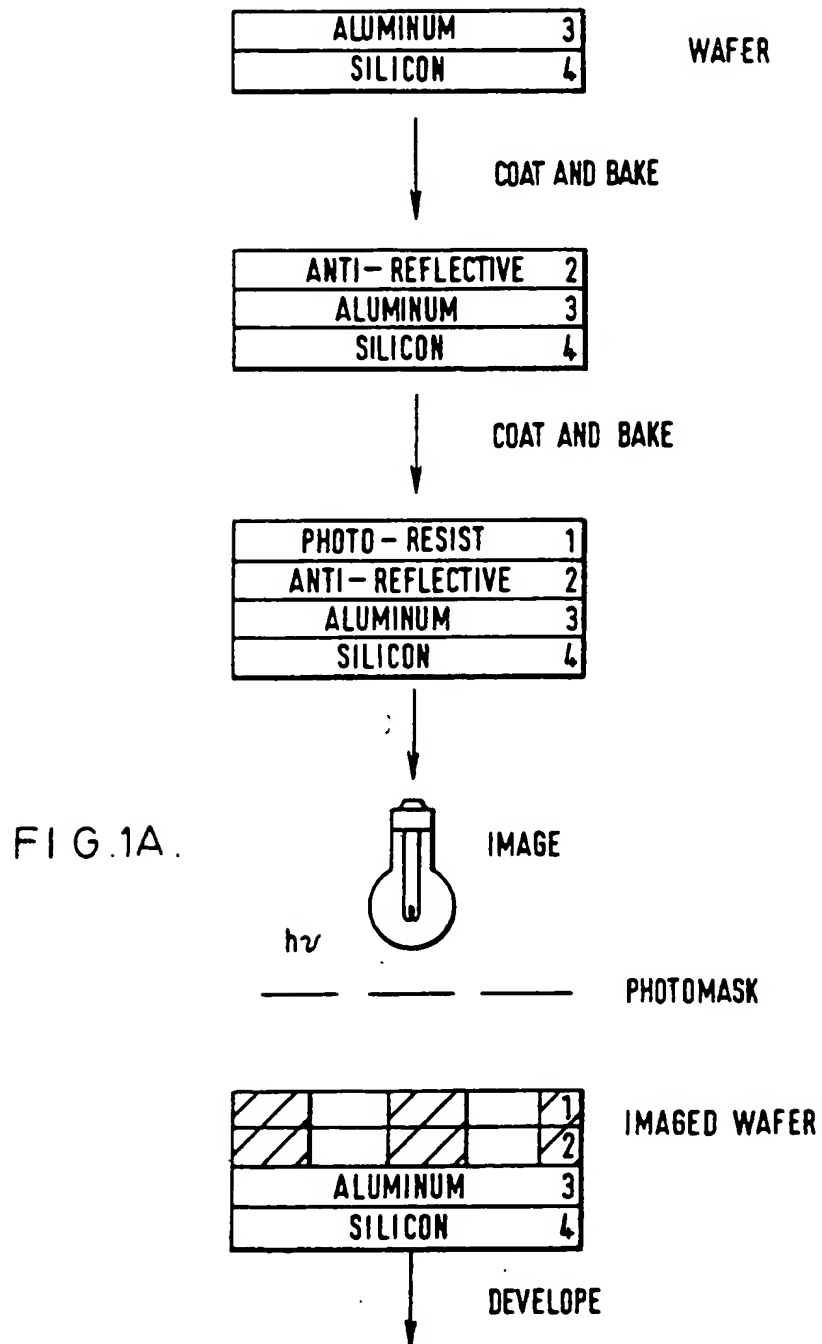 ALUMINUM 3
WAFER
SILICON 4
COAT AND BAKE
ANTI-REFLECTIVE 2
ALUMINUM 3
SILICON 4
COAT AND BAKE
PHOTO-RESIST 1
ANTI-REFLECTIVE 2
ALUMINUM 3
SILICON 4
FIG.1A.
IMAGE
hν
PHOTOMASK
1
IMAGED WAFER
2
ALUMINUM 3
SILICON 4
DEVELOPE